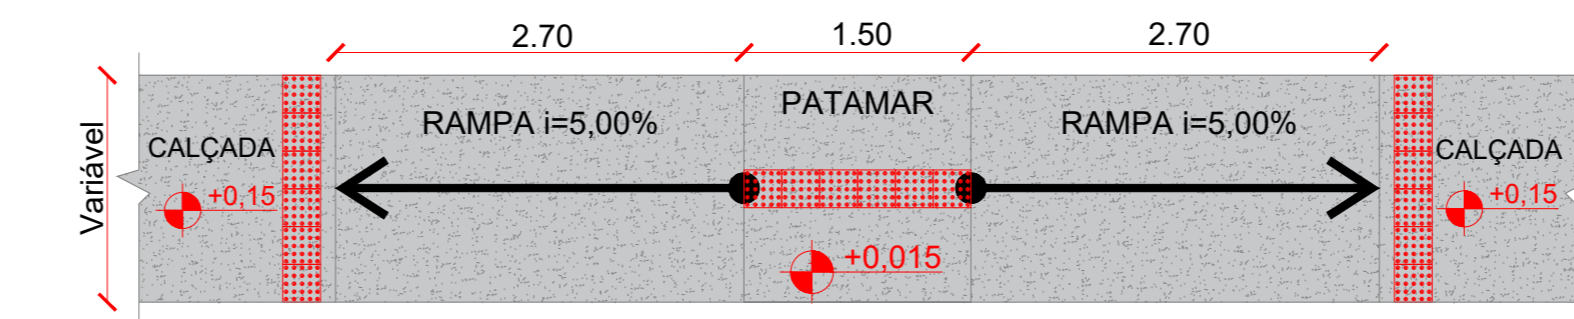 2.70
1.50
2.70
Variável
CALÇADA
+0,15
RAMPA i=5,00%
PATAMAR
+0,015
RAMPA i=5,00%
CALÇADA
+0,15